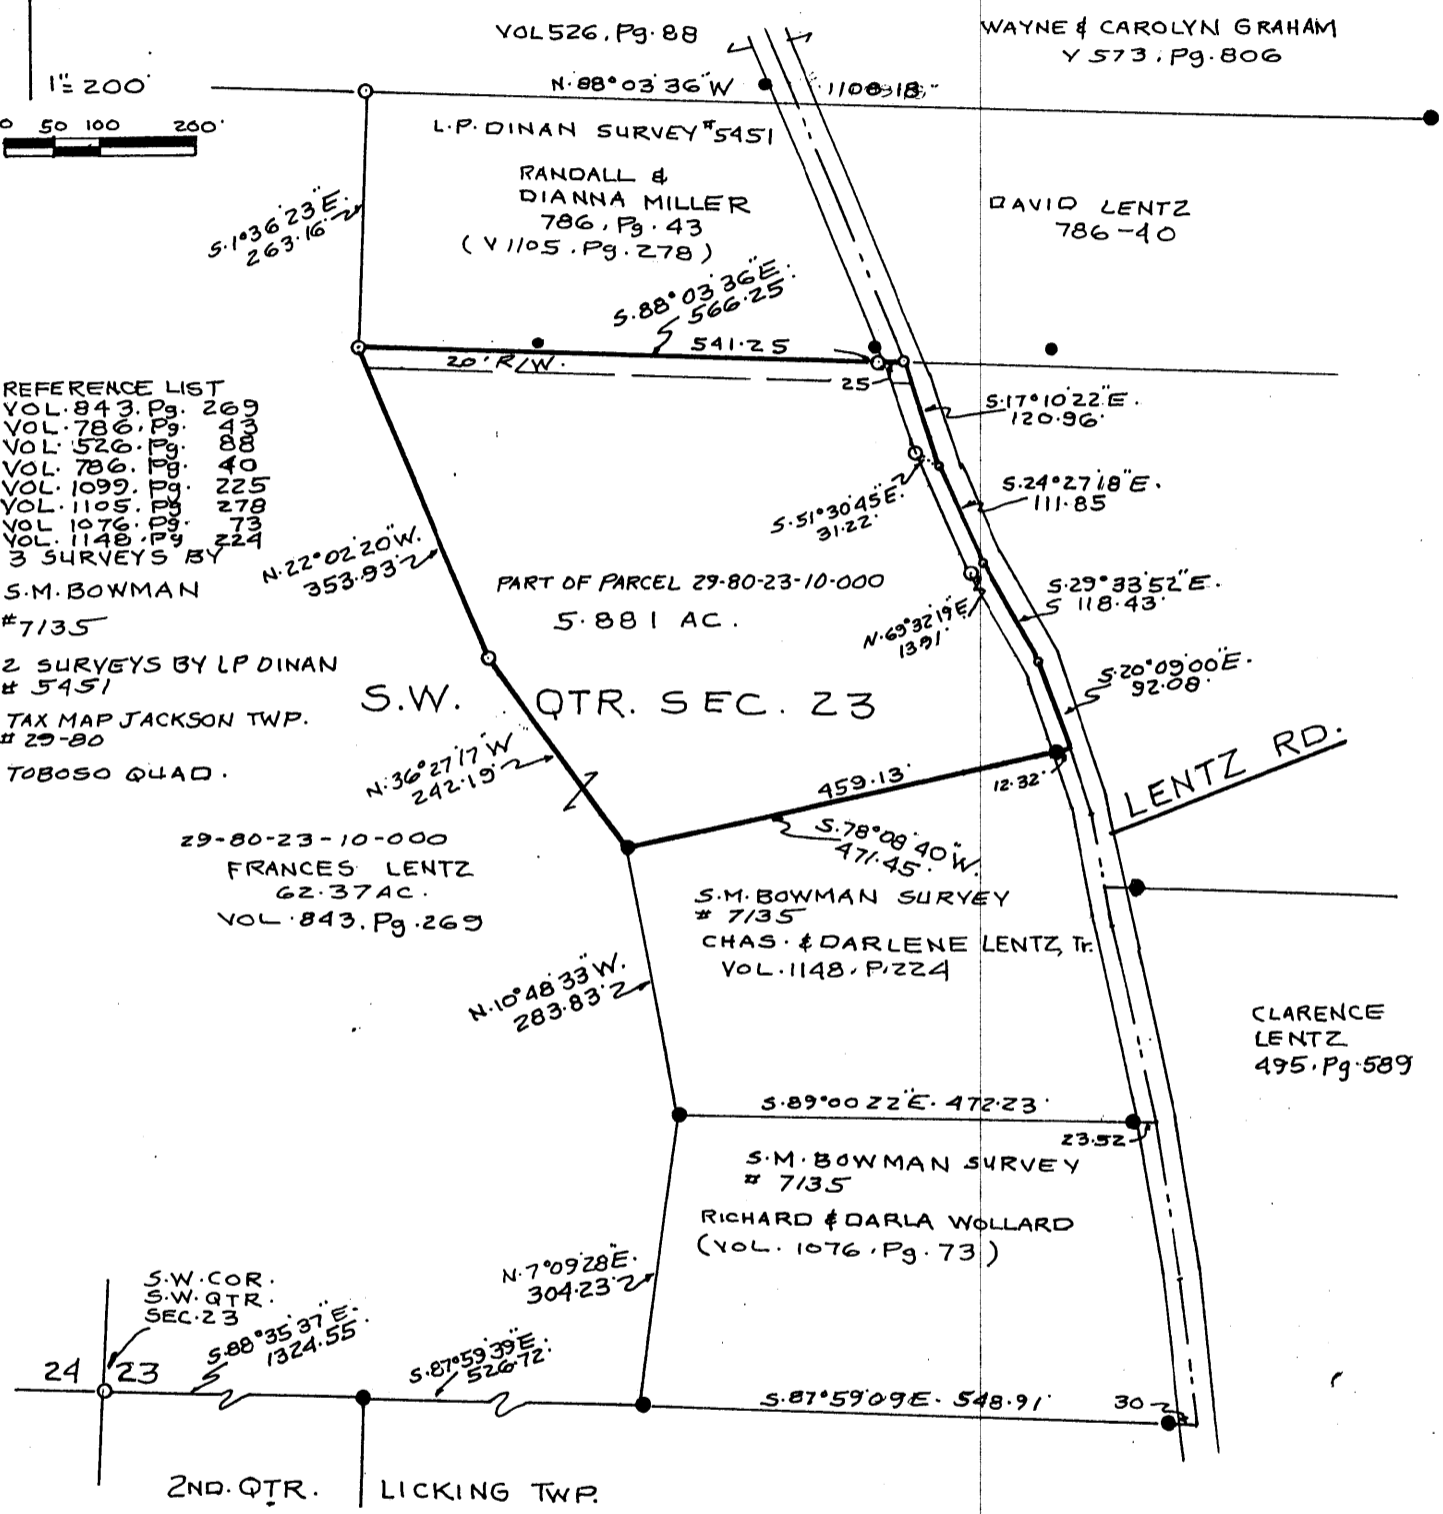 VOL 526. Pg. 88
WAYNE & CAROLYN GRAHAM
V 573. Pg. 806
1"= 200'
0 50 100 200'
N. 88° 03' 36" W
L.P. DINAN SURVEY #5451
RANDALL &
DIANNA MILLER
786, Pg. 43
(V 1105. Pg. 278)
DAVID LENTZ
786-40
S. 1° 36' 23" E.
263.16'
S. 88° 03' 36" E.
566.25'
541.25
20' R/W.
25
REFERENCE LIST
VOL. 843. Pg. 269
VOL. 786. Pg. 43
VOL. 526. Pg. 88
VOL. 786. Pg. 40
VOL. 1099. Pg. 225
VOL. 1105. Pg 278
VOL 1076. Pg. 73
VOL. 1148. Pg 224
3 SURVEYS BY
S.M. BOWMAN
#7135
2 SURVEYS BY LP DINAN
# 5451
TAX MAP JACKSON TWP.
# 29-80
TOBOSO QUAD.
S. 17° 10' 22" E.
120.96'
S. 24° 27' 18" E.
111.85
S. 51° 30' 45" E.
31.22'
N. 22° 02' 20" W.
353.93'
PART OF PARCEL 29-80-23-10-000
5.881 AC.
S. 29° 33' 52" E.
118.43'
N. 69° 32' 19" E
13.91'
S. 20° 09' 00" E.
92.08'
S.W. QTR. SEC. 23
N. 36° 27' 17" W
242.19'
459.13'
12.32'
LENTZ RD.
S. 78° 08' 40" W.
471.45'
29-80-23-10-000
FRANCES LENTZ
62.37 AC.
VOL. 843. Pg. 269
S.M. BOWMAN SURVEY
# 7135
CHAS. & DARLENE LENTZ, Tr.
VOL. 1148. P. 224
N. 10° 48' 33" W.
283.83'
CLARENCE
LENTZ
495. Pg. 589
S. 89° 00' 22" E. 472.23'
23.52
S.M. BOWMAN SURVEY
# 7135
RICHARD & DARLA WOLLARD
(VOL. 1076. Pg. 73)
N. 7° 09' 28" E.
304.23'
S.W. COR.
S.W. QTR.
SEC. 23
S. 88° 35' 37" E.
1324.55'
S. 87° 59' 39" E.
526.72'
24 23
S. 87° 59' 09" E. 548.91'
30
2ND. QTR. LICKING TWP.